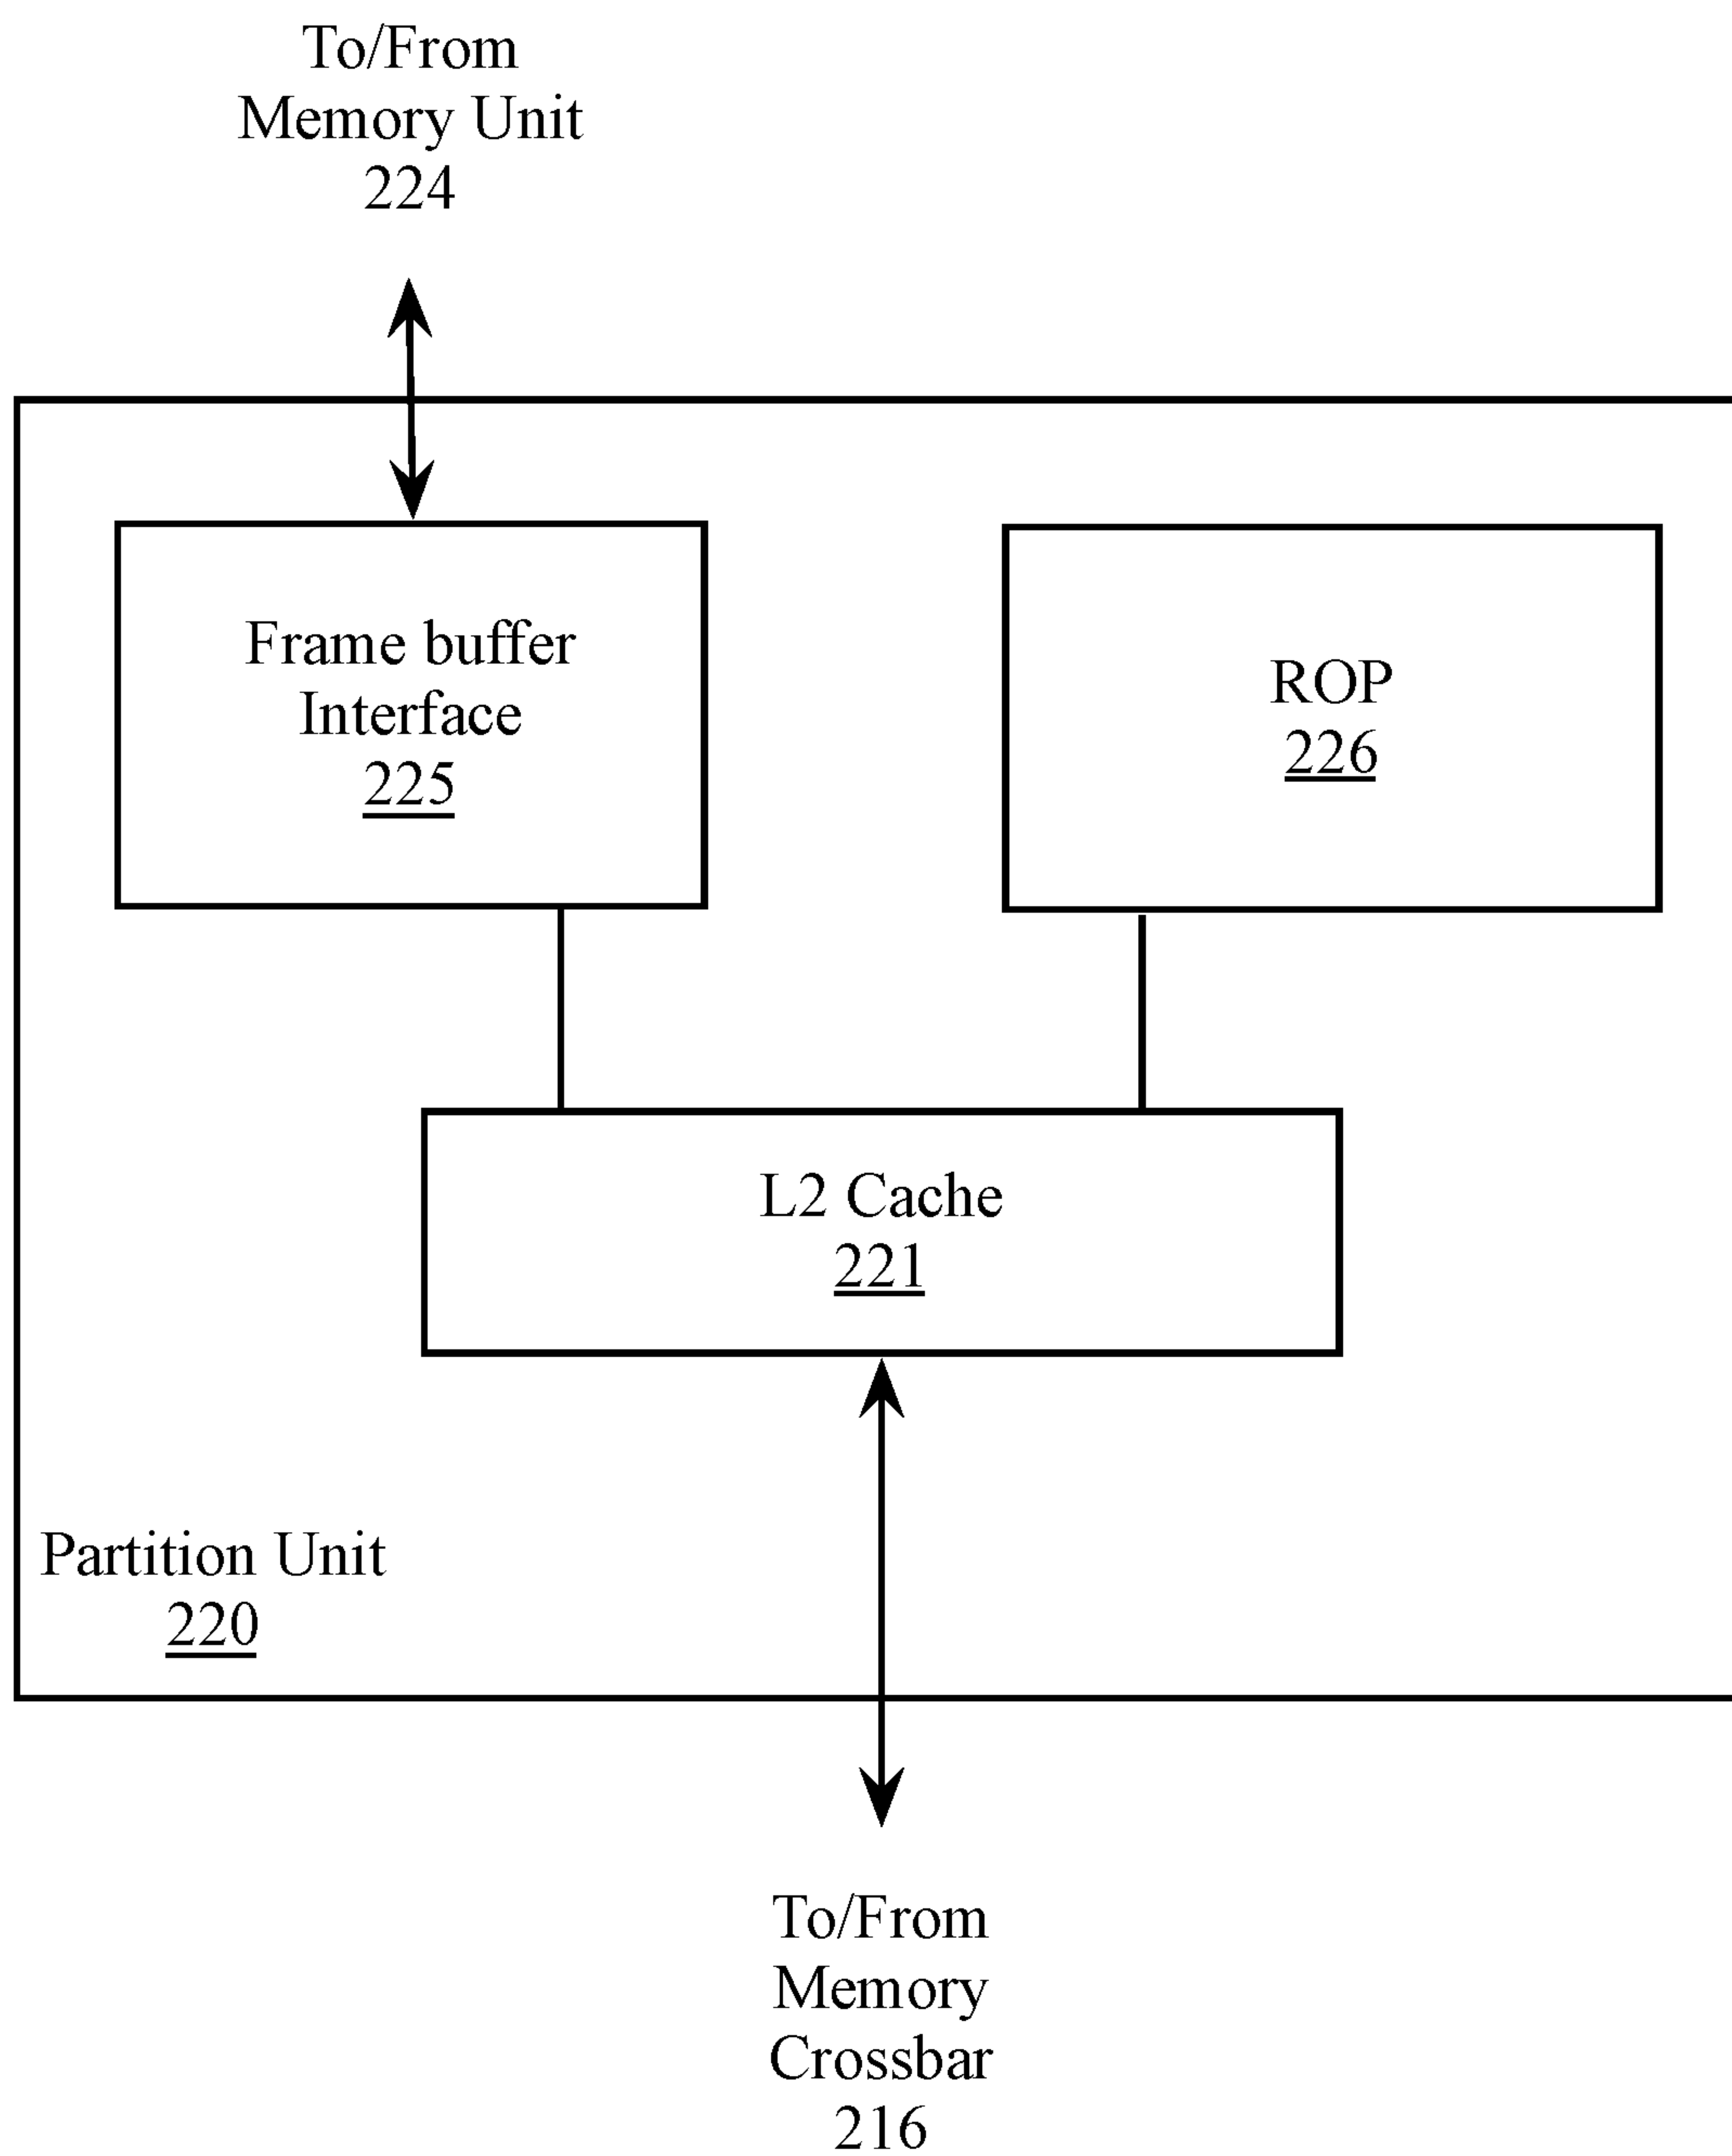 To/From
Memory Unit
224
Frame buffer
Interface
225
ROP
226
L2 Cache
221
Partition Unit
220
To/From
Memory
Crossbar
216